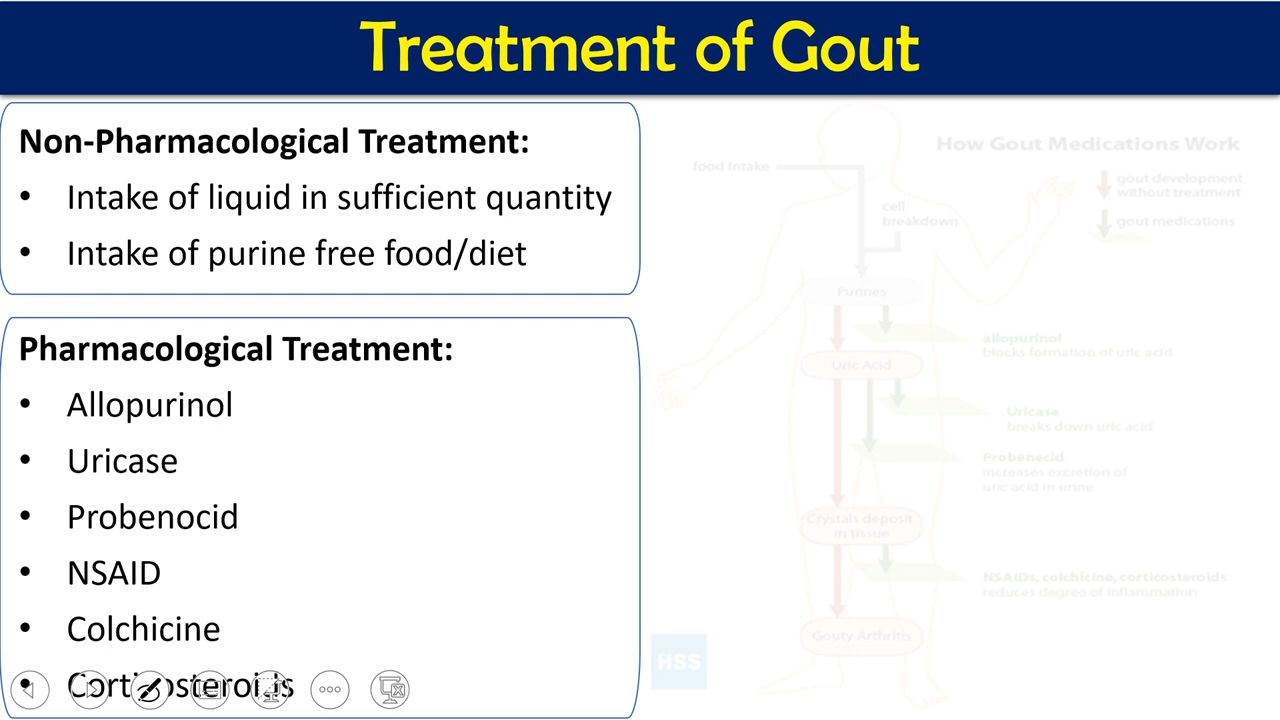 Treatment of Gout
Non-Pharmacological Treatment:
• Intake of liquid in sufficient quantity
• Intake of purine free food/diet
Pharmacological Treatment:
• Allopurinol
• Uricase
• Probenocid
• NSAID
• Colchicine
• Corticosteroids
How Gout Medications Work
food intake
cell
breakdown
gout development
without treatment
gout medications
Purines
allopurinol
blocks formation of uric acid
Uric Acid
Uricase
breaks down uric acid
Probenecid
increases excretion of
uric acid in urine
Crystals deposit
in tissue
NSAIDs, colchicine, corticosteroids
reduces degree of inflammation
Gouty Arthritis
HSS